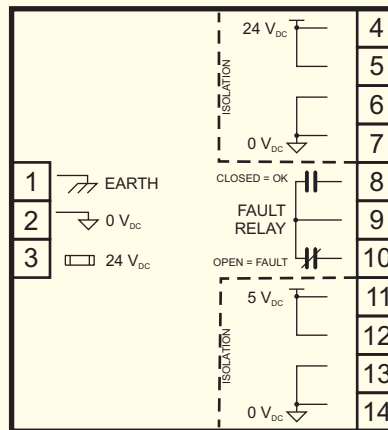 24 VDC
4
5
ISOLATION
6
0 VDC
7
1
EARTH
CLOSED = OK
8
2
0 VDC
FAULT
RELAY
9
3
24 VDC
OPEN = FAULT
10
5 VDC
11
12
ISOLATION
13
0 VDC
14